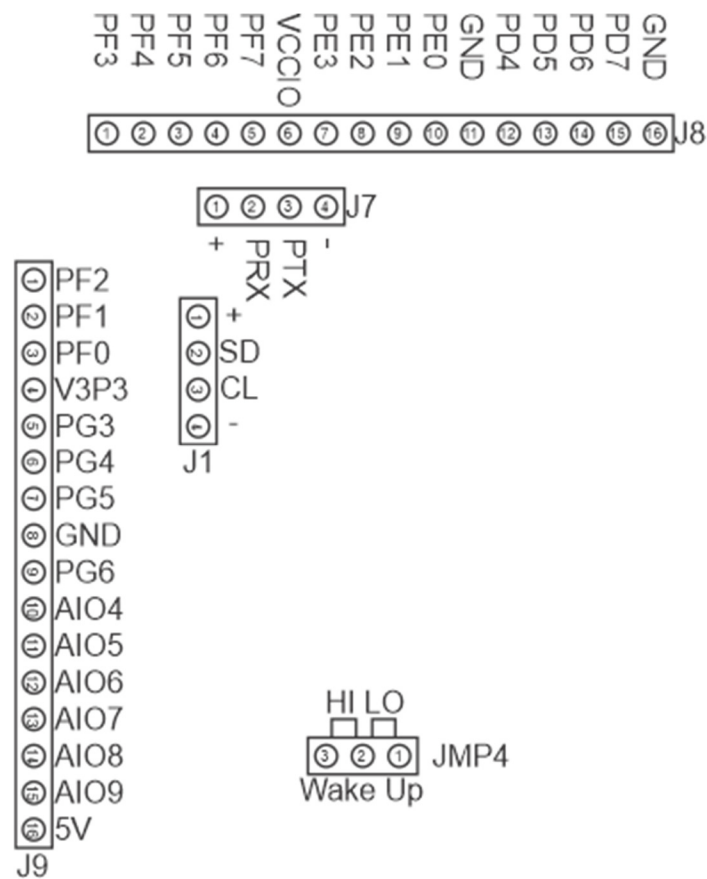 PF3 PF4 PF5 PF6 PF7 VCCIO PE3 PE2 PE1 PE0 GND PD4 PD5 PD6 PD7 GND
1 2 3 4 5 6 7 8 9 10 11 12 13 14 15 16 J8
1 2 3 4 J7
+ PRX PTX -
1 PF2
2 PF1
3 PF0
4 V3P3
5 PG3
6 PG4
7 PG5
8 GND
9 PG6
10 AIO4
11 AIO5
12 AIO6
13 AIO7
14 AIO8
15 AIO9
16 5V
J9
1 +
2 SD
3 CL
4 -
J1
HI LO
3 2 1 JMP4
Wake Up